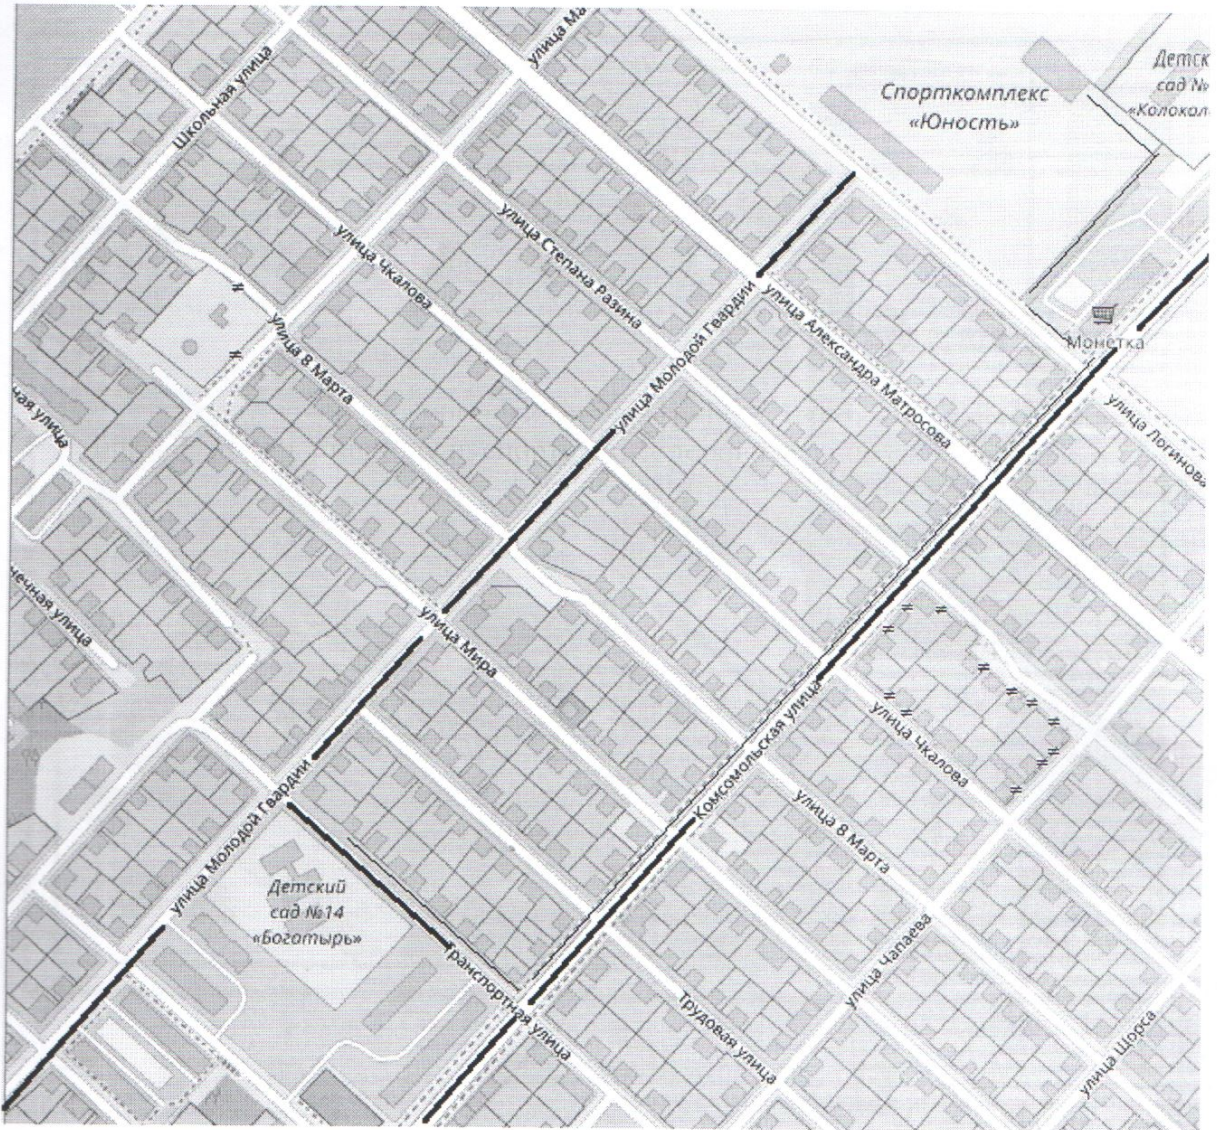 улица Ма
Школьная улица
Спорткомплекс
«Юность»
Детск
сад №
«Колокол
улица Чкалова
улица Степана Разина
улица 8 Марта
улица Молодой Гвардии
улица Александра Матросова
Монетка
улица Логинова
ная улица
нечная улица
улица Мира
Комсомольская улица
улица Чкалова
улица 8 Марта
улица Молодой Гвардии
Детский
сад №14
«Богатырь»
Транспортная улица
Трудовая улица
улица Чапаева
улица Щорса